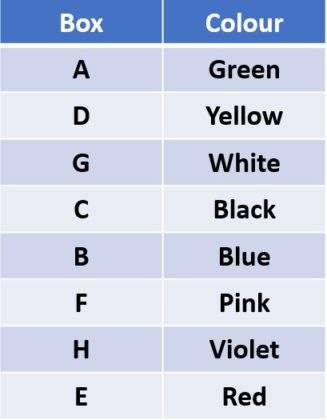 Box Colour
A Green
D Yellow
G White
C Black
B Blue
F Pink
H Violet
E Red